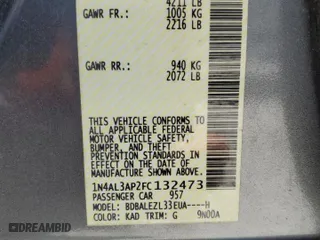 4211 LB
GAWR FR: 1005 KG
2216 LB
GAWR RR: 940 KG
2072 LB
THIS VEHICLE CONFORMS TO ALL
APPLICABLE FEDERAL MOTOR VEHICLE SAFETY,
BUMPER, AND THEFT
PREVENTION STANDARDS IN
EFFECT ON THE DATE OF
MANUFACTURE SHOWN ABOVE.
1N4AL3AP2FC132473
PASSENGER CAR 957
MODEL: BDBALEZL33EUA----H
COLOR: KAD TRIM: G 9N00A